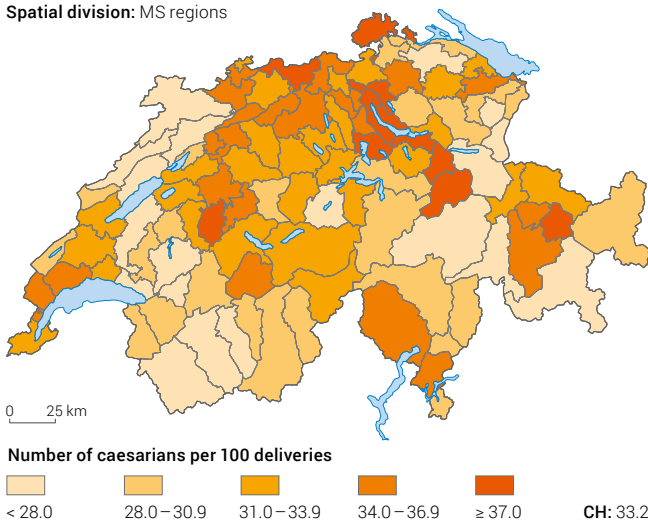 Spatial division: MS regions
0 25 km
Number of caesarians per 100 deliveries
< 28.0 28.0–30.9 31.0–33.9 34.0–36.9 ≥ 37.0 CH: 33.2